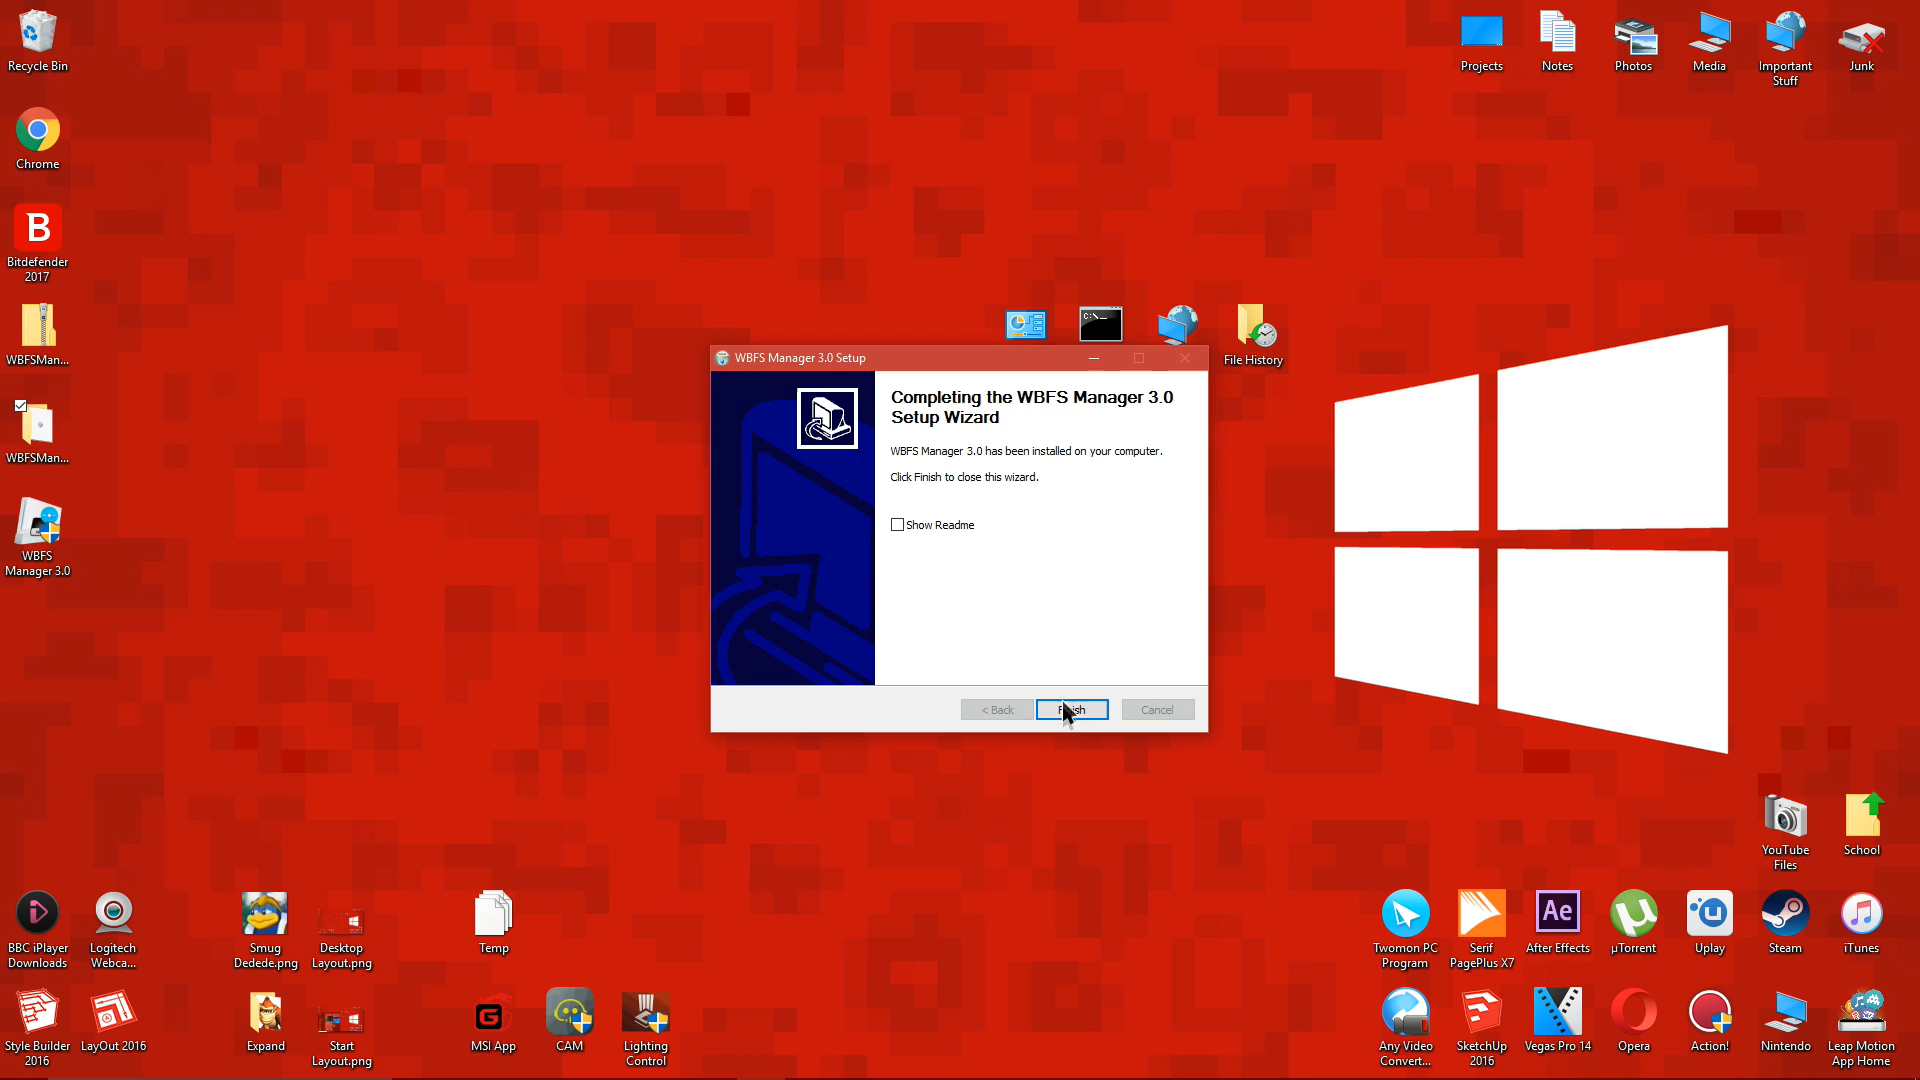 Recycle Bin
Projects
Notes
Photos
Media
Important
Stuff
Junk
Chrome
B
Bitdefender
2017
WBFSMan...
C:\._
File History
WBFS Manager 3.0 Setup
Completing the WBFS Manager 3.0
Setup Wizard
WBFS Manager 3.0 has been installed on your computer.
Click Finish to close this wizard.
Show Readme
< Back
Finish
Cancel
WBFSMan...
WBFS
Manager 3.0
YouTube
Files
School
BBC iPlayer
Downloads
Logitech
Webca...
Smug
Dedede.png
Desktop
Layout.png
Temp
Twomon PC
Program
Serif
PagePlus X7
Ae
After Effects
µTorrent
Uplay
Steam
iTunes
Style Builder
2016
LayOut 2016
Expand
Start
Layout.png
G
MSI App
CAM
Lighting
Control
Any Video
Convert...
SketchUp
2016
Vegas Pro 14
Opera
Action!
Nintendo
Leap Motion
App Home